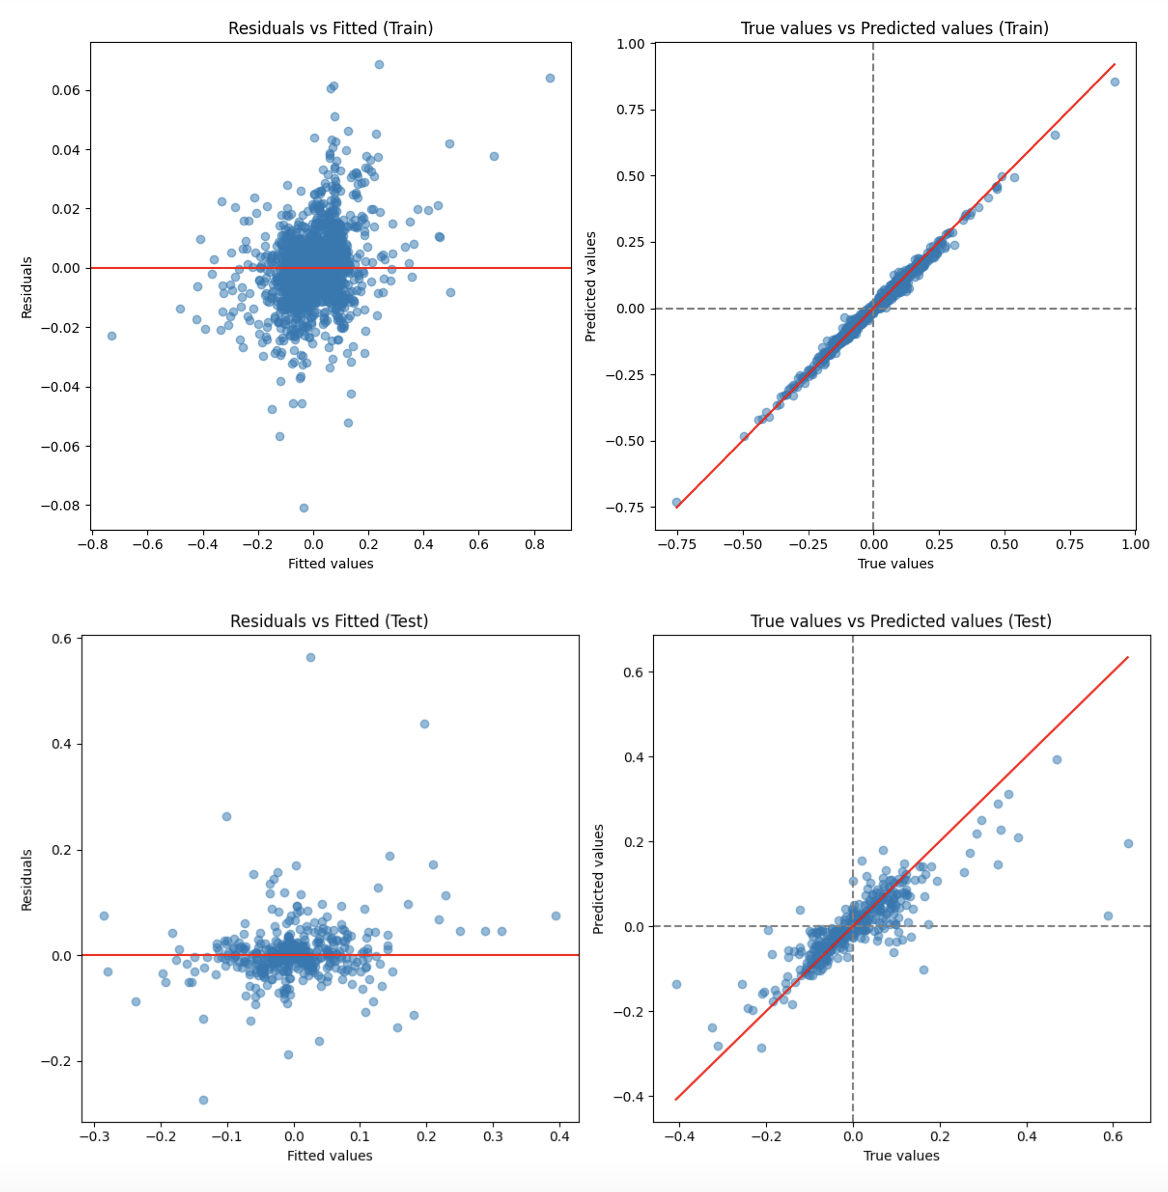 Residuals vs Fitted (Train)
0.06
0.04
0.02
0.00
−0.02
−0.04
−0.06
−0.08
Residuals
−0.8 −0.6 −0.4 −0.2 0.0 0.2 0.4 0.6 0.8
Fitted values
True values vs Predicted values (Train)
1.00
0.75
0.50
0.25
0.00
−0.25
−0.50
−0.75
Predicted values
−0.75 −0.50 −0.25 0.00 0.25 0.50 0.75 1.00
True values
Residuals vs Fitted (Test)
0.6
0.4
0.2
0.0
−0.2
Residuals
−0.3 −0.2 −0.1 0.0 0.1 0.2 0.3 0.4
Fitted values
True values vs Predicted values (Test)
0.6
0.4
0.2
0.0
−0.2
−0.4
Predicted values
−0.4 −0.2 0.0 0.2 0.4 0.6
True values